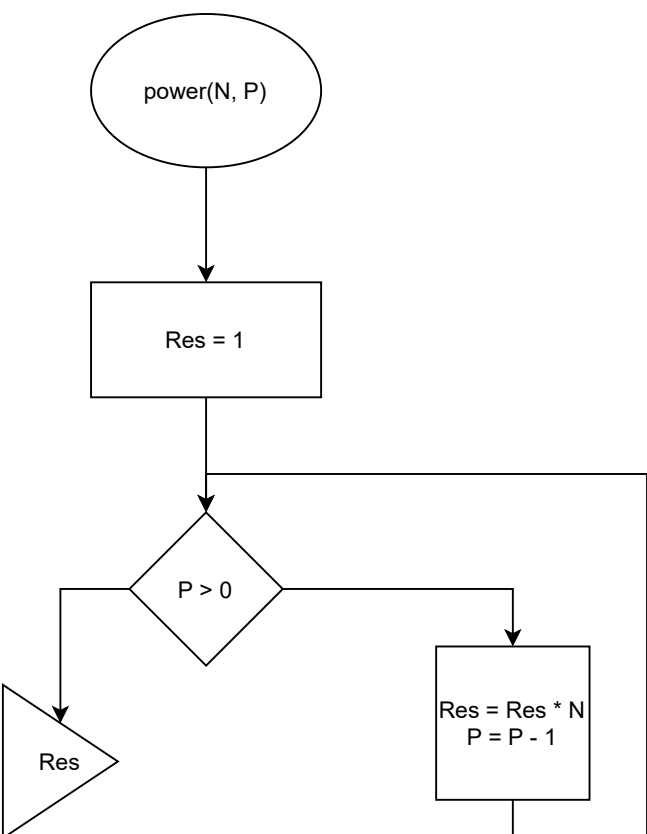 power(N, P)
Res = 1
P > 0
Res = Res * N
P = P - 1
Res